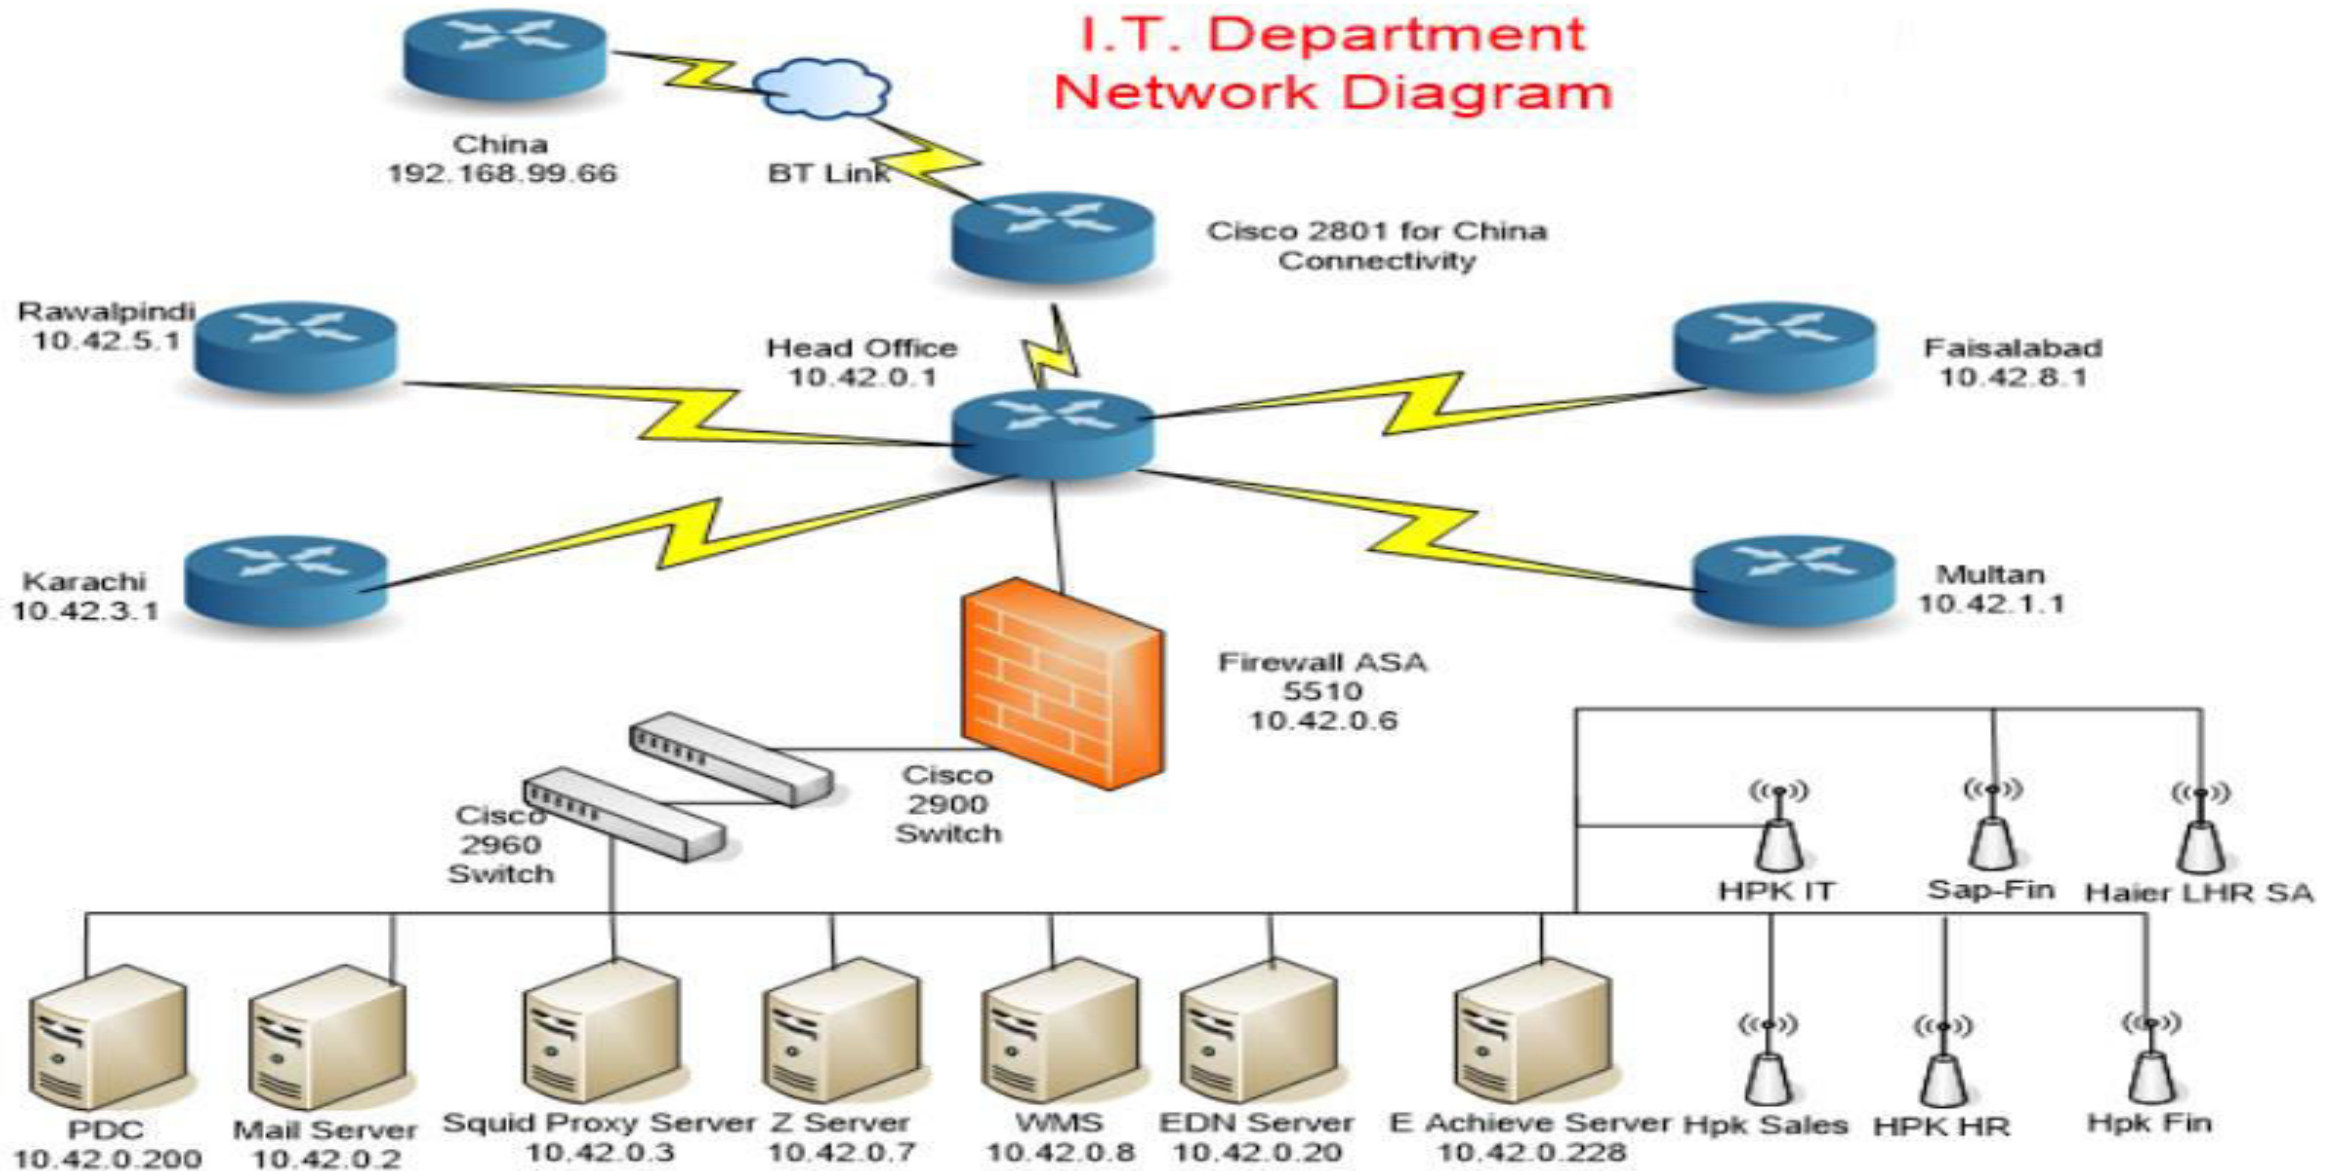 I.T. Department
Network Diagram
China
192.168.99.66
BT Link
Cisco 2801 for China
Connectivity
Rawalpindi
10.42.5.1
Head Office
10.42.0.1
Faisalabad
10.42.8.1
Karachi
10.42.3.1
Multan
10.42.1.1
Firewall ASA
5510
10.42.0.6
Cisco
2900
Switch
Cisco
2960
Switch
HPK IT
Sap-Fin
Haier LHR SA
PDC
10.42.0.200
Mail Server
10.42.0.2
Squid Proxy Server
10.42.0.3
Z Server
10.42.0.7
WMS
10.42.0.8
EDN Server
10.42.0.20
E Achieve Server
10.42.0.228
Hpk Sales
HPK HR
Hpk Fin